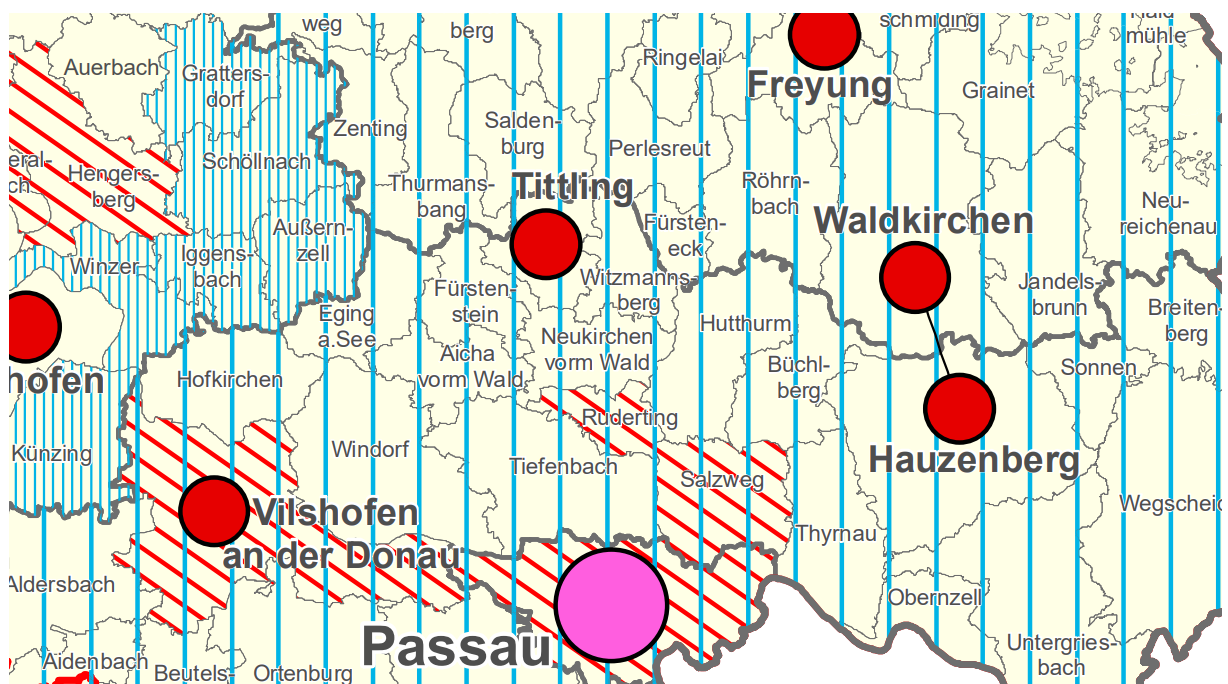 weg
berg
schmiding
mühle
Auerbach
Gratters-
dorf
Ringelai
Freyung
Grainet
Zenting
Salden-
burg
Perlesreut
Schöllnach
Hengers-
berg
Thurmans-
bang
Tittling
Röhrn-
bach
Waldkirchen
Neu-
reichenau
Außern-
zell
Fürsten-
eck
Iggens-
bach
Winzer
Witzmanns-
berg
Fürsten-
stein
Jandels-
brunn
Breiten-
berg
Eging
a.See
Hutthurm
Neukirchen
vorm Wald
Aicha
vorm Wald
Büchl-
berg
Sonnen
hofen
Hofkirchen
Ruderting
Künzing
Windorf
Tiefenbach
Salzweg
Hauzenberg
Wegscheid
Vilshofen
an der Donau
Thyrnau
Aldersbach
Obernzell
Passau
Untergries-
bach
Aidenbach
Beutels-
Ortenburg